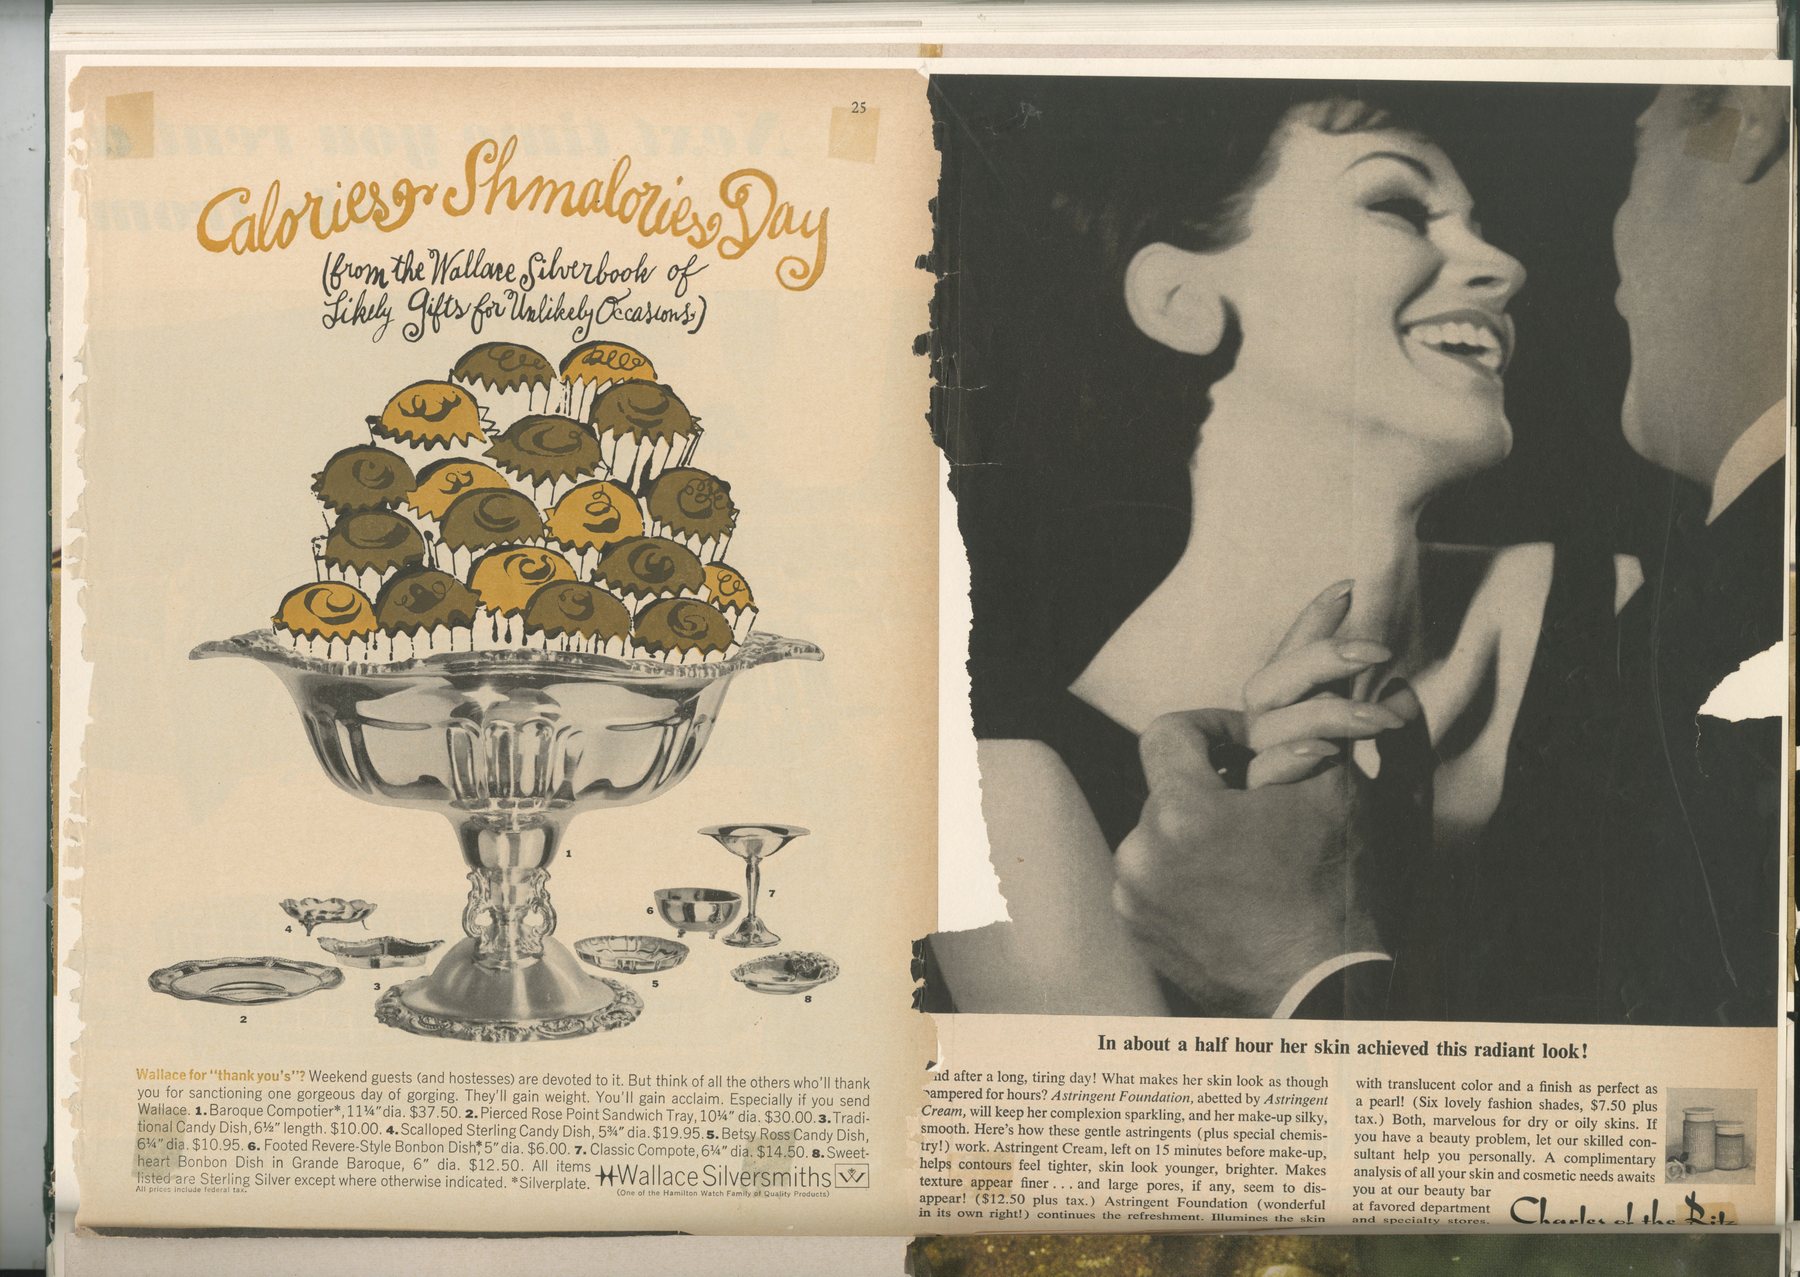 25
Calories Shmalories Day
(from the Wallace Silverbook of
Likely Gifts for Unlikely Occasions)
1
2
3
4
5
6
7
8
Wallace for "thank you's"? Weekend guests (and hostesses) are devoted to it. But think of all the others who'll thank
you for sanctioning one gorgeous day of gorging. They'll gain weight. You'll gain acclaim. Especially if you send
Wallace. 1. Baroque Compotier*, 11¼" dia. $37.50. 2. Pierced Rose Point Sandwich Tray, 10¼" dia. $30.00. 3. Tradi-
tional Candy Dish, 6½" length. $10.00. 4. Scalloped Sterling Candy Dish, 5¾" dia. $19.95. 5. Betsy Ross Candy Dish,
6¼" dia. $10.95. 6. Footed Revere-Style Bonbon Dish,* 5" dia. $6.00. 7. Classic Compote, 6¼" dia. $14.50. 8. Sweet-
heart Bonbon Dish in Grande Baroque, 6" dia. $12.50. All items
listed are Sterling Silver except where otherwise indicated. *Silverplate.
All prices include federal tax.
Wallace Silversmiths
(One of the Hamilton Watch Family of Quality Products)
In about a half hour her skin achieved this radiant look!
nd after a long, tiring day! What makes her skin look as though
pampered for hours? Astringent Foundation, abetted by Astringent
Cream, will keep her complexion sparkling, and her make-up silky,
smooth. Here's how these gentle astringents (plus special chemis-
try!) work. Astringent Cream, left on 15 minutes before make-up,
helps contours feel tighter, skin look younger, brighter. Makes
texture appear finer . . . and large pores, if any, seem to dis-
appear! ($12.50 plus tax.) Astringent Foundation (wonderful
in its own right!) continues the refreshment. Illumines the skin
with translucent color and a finish as perfect as
a pearl! (Six lovely fashion shades, $7.50 plus
tax.) Both, marvelous for dry or oily skins. If
you have a beauty problem, let our skilled con-
sultant help you personally. A complimentary
analysis of all your skin and cosmetic needs awaits
you at our beauty bar
at favored department
and specialty stores.
Charles of the Ritz